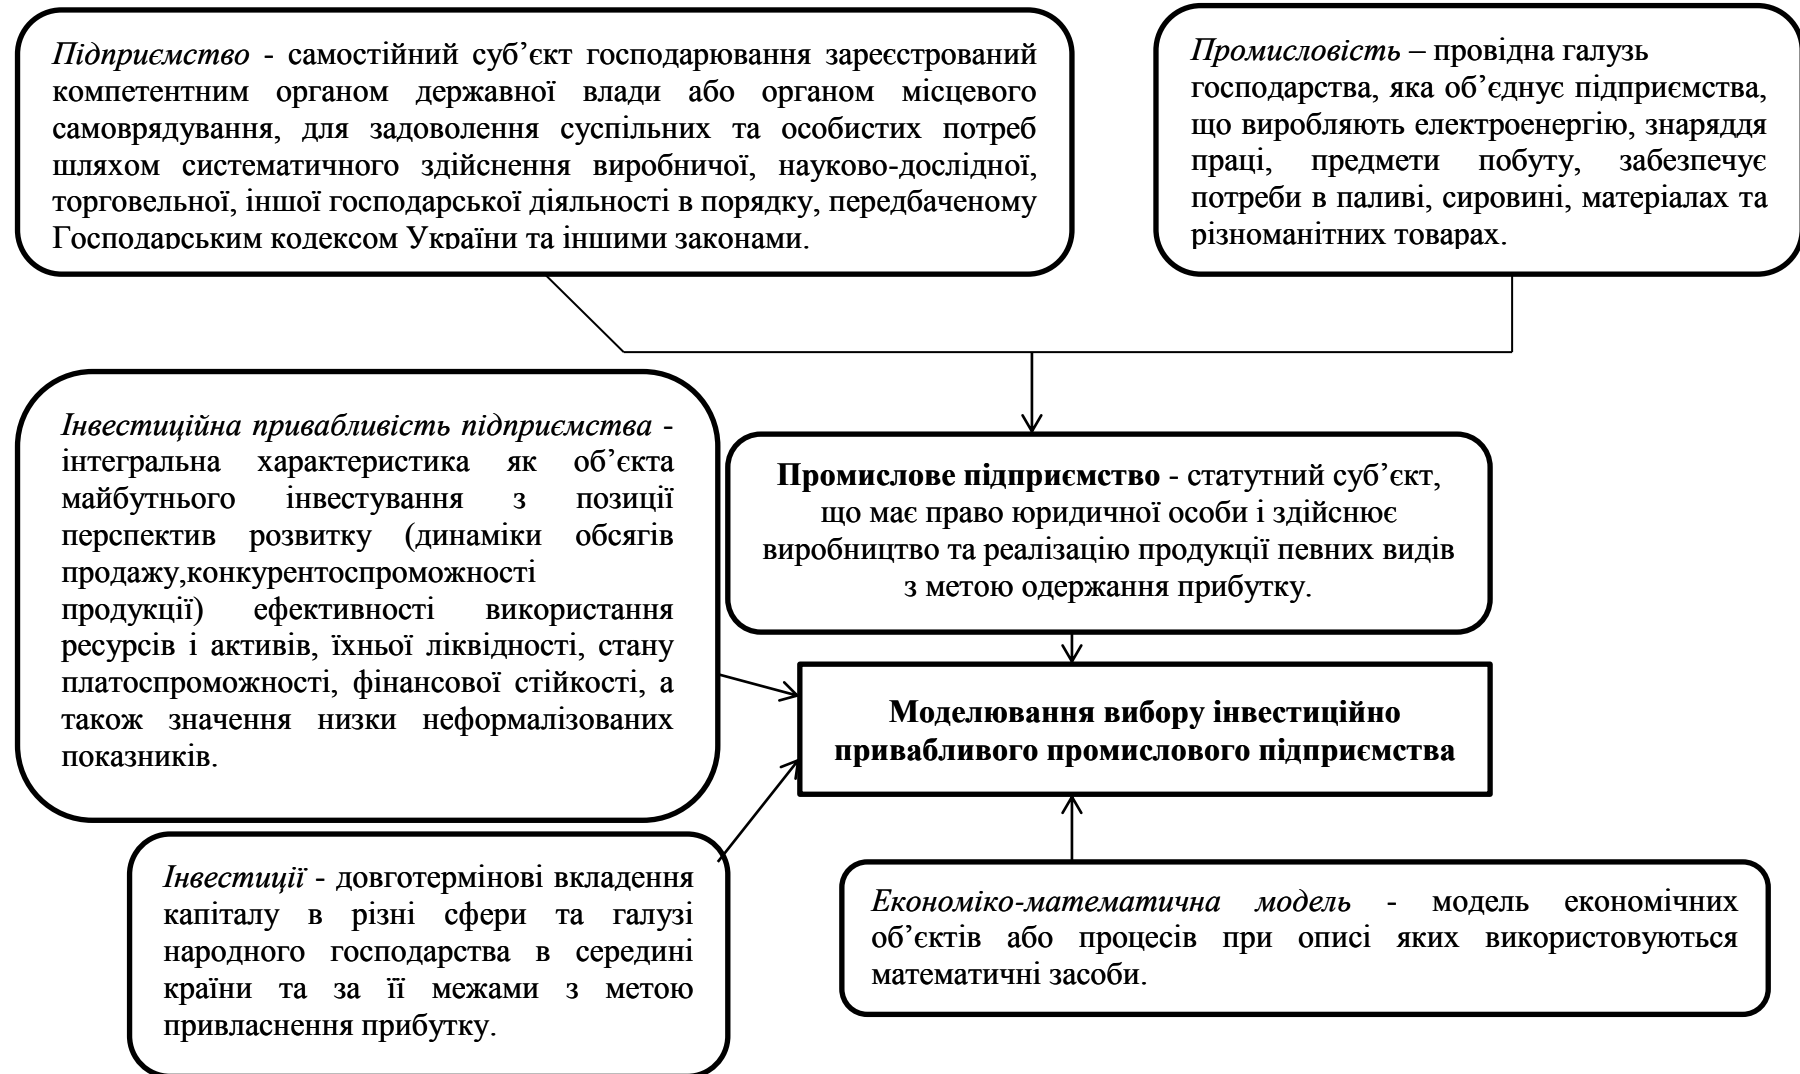 Підприємство - самостійний суб’єкт господарювання зареєстрований
компетентним органом державної влади або органом місцевого
самоврядування, для задоволення суспільних та особистих потреб
шляхом систематичного здійснення виробничої, науково-дослідної,
торговельної, іншої господарської діяльності в порядку, передбаченому
Господарським кодексом України та іншими законами.
Промисловість – провідна галузь
господарства, яка об’єднує підприємства,
що виробляють електроенергію, знаряддя
праці, предмети побуту, забезпечує
потреби в паливі, сировині, матеріалах та
різноманітних товарах.
Інвестиційна привабливість підприємства -
інтегральна характеристика як об’єкта
майбутнього інвестування з позиції
перспектив розвитку (динаміки обсягів
продажу,конкурентоспроможності
продукції) ефективності використання
ресурсів і активів, їхньої ліквідності, стану
платоспроможності, фінансової стійкості, а
також значення низки неформалізованих
показників.
Промислове підприємство - статутний суб’єкт,
що має право юридичної особи і здійснює
виробництво та реалізацію продукції певних видів
з метою одержання прибутку.
Моделювання вибору інвестиційно
привабливого промислового підприємства
Інвестиції - довготермінові вкладення
капіталу в різні сфери та галузі
народного господарства в середині
країни та за її межами з метою
привласнення прибутку.
Економіко-математична модель - модель економічних
об’єктів або процесів при описі яких використовуються
математичні засоби.